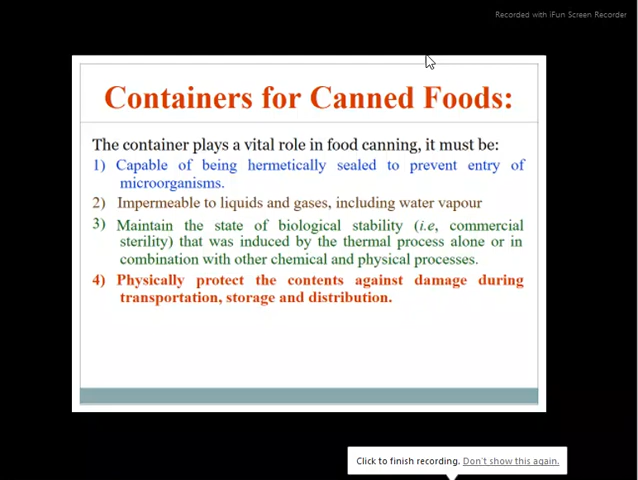 Recorded with iFun Screen Recorder
Containers for Canned Foods:
The container plays a vital role in food canning, it must be:
1) Capable of being hermetically sealed to prevent entry of
microorganisms.
2) Impermeable to liquids and gases, including water vapour
3) Maintain the state of biological stability (i.e, commercial
sterility) that was induced by the thermal process alone or in
combination with other chemical and physical processes.
4) Physically protect the contents against damage during
transportation, storage and distribution.
Click to finish recording. Don't show this again.